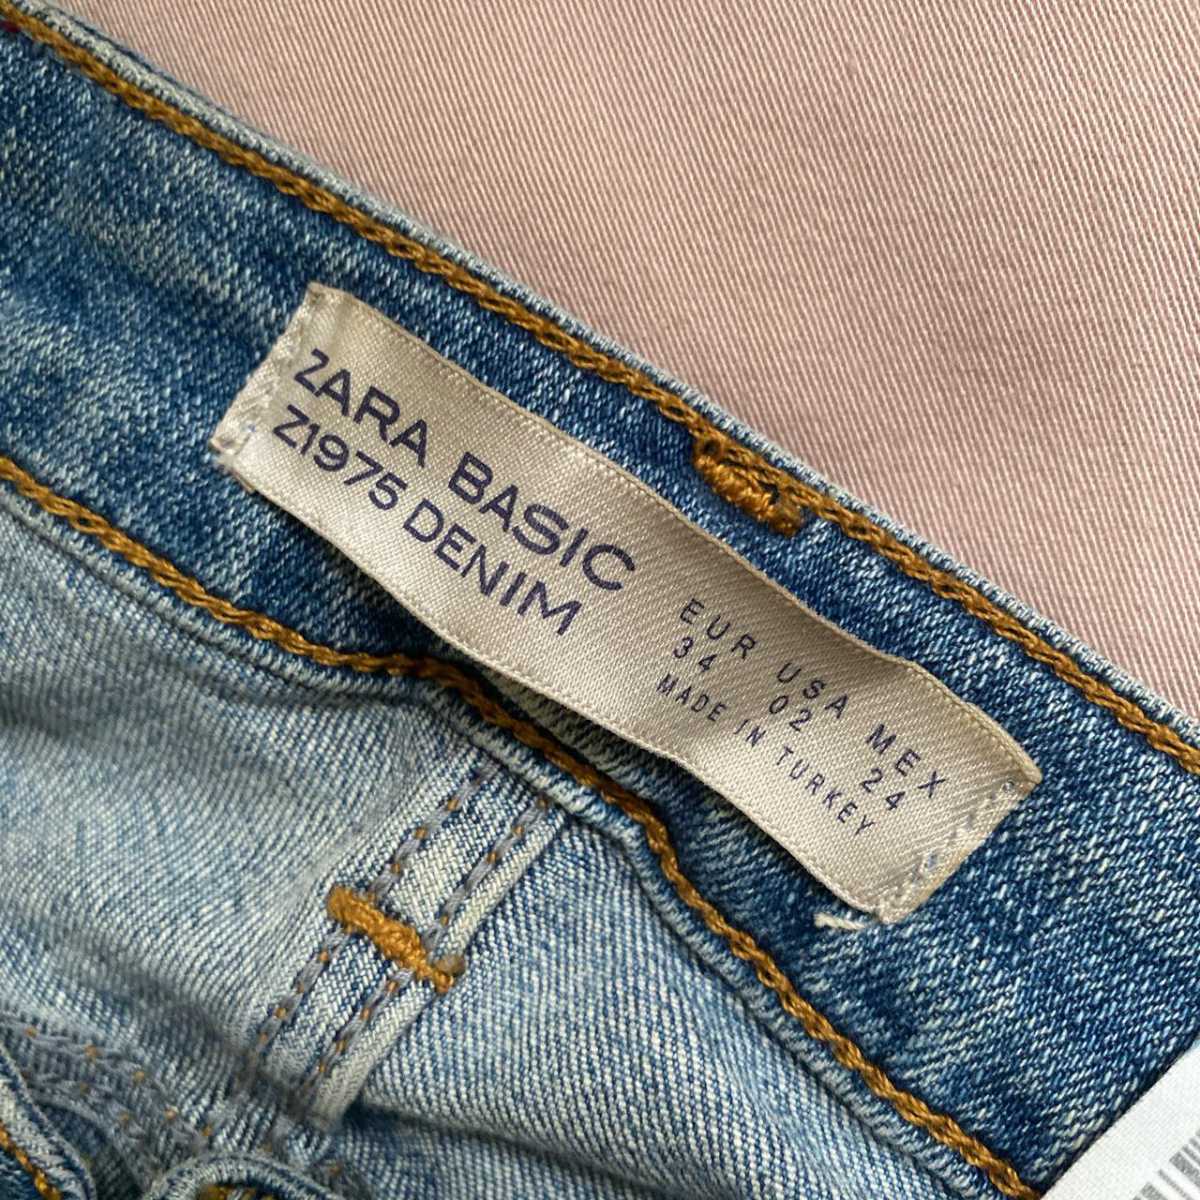 ZARA BASIC
Z1975 DENIM
EUR USA MEX
34 02 24
MADE IN TURKEY